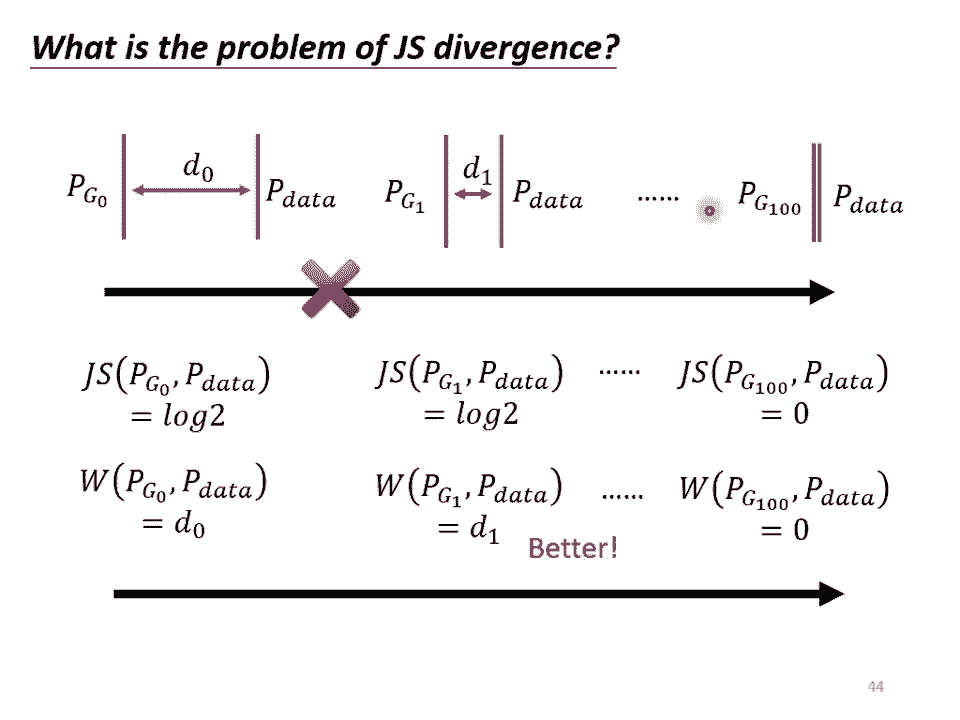 What is the problem of JS divergence?
P_{G_0} d_0 P_{data} P_{G_1} d_1 P_{data} …… P_{G_{100}} P_{data}
JS(P_{G_0}, P_{data}) JS(P_{G_1}, P_{data}) …… JS(P_{G_{100}}, P_{data})
= log2 = log2 = 0
W(P_{G_0}, P_{data}) W(P_{G_1}, P_{data}) …… W(P_{G_{100}}, P_{data})
= d_0 = d_1 = 0
Better!
44